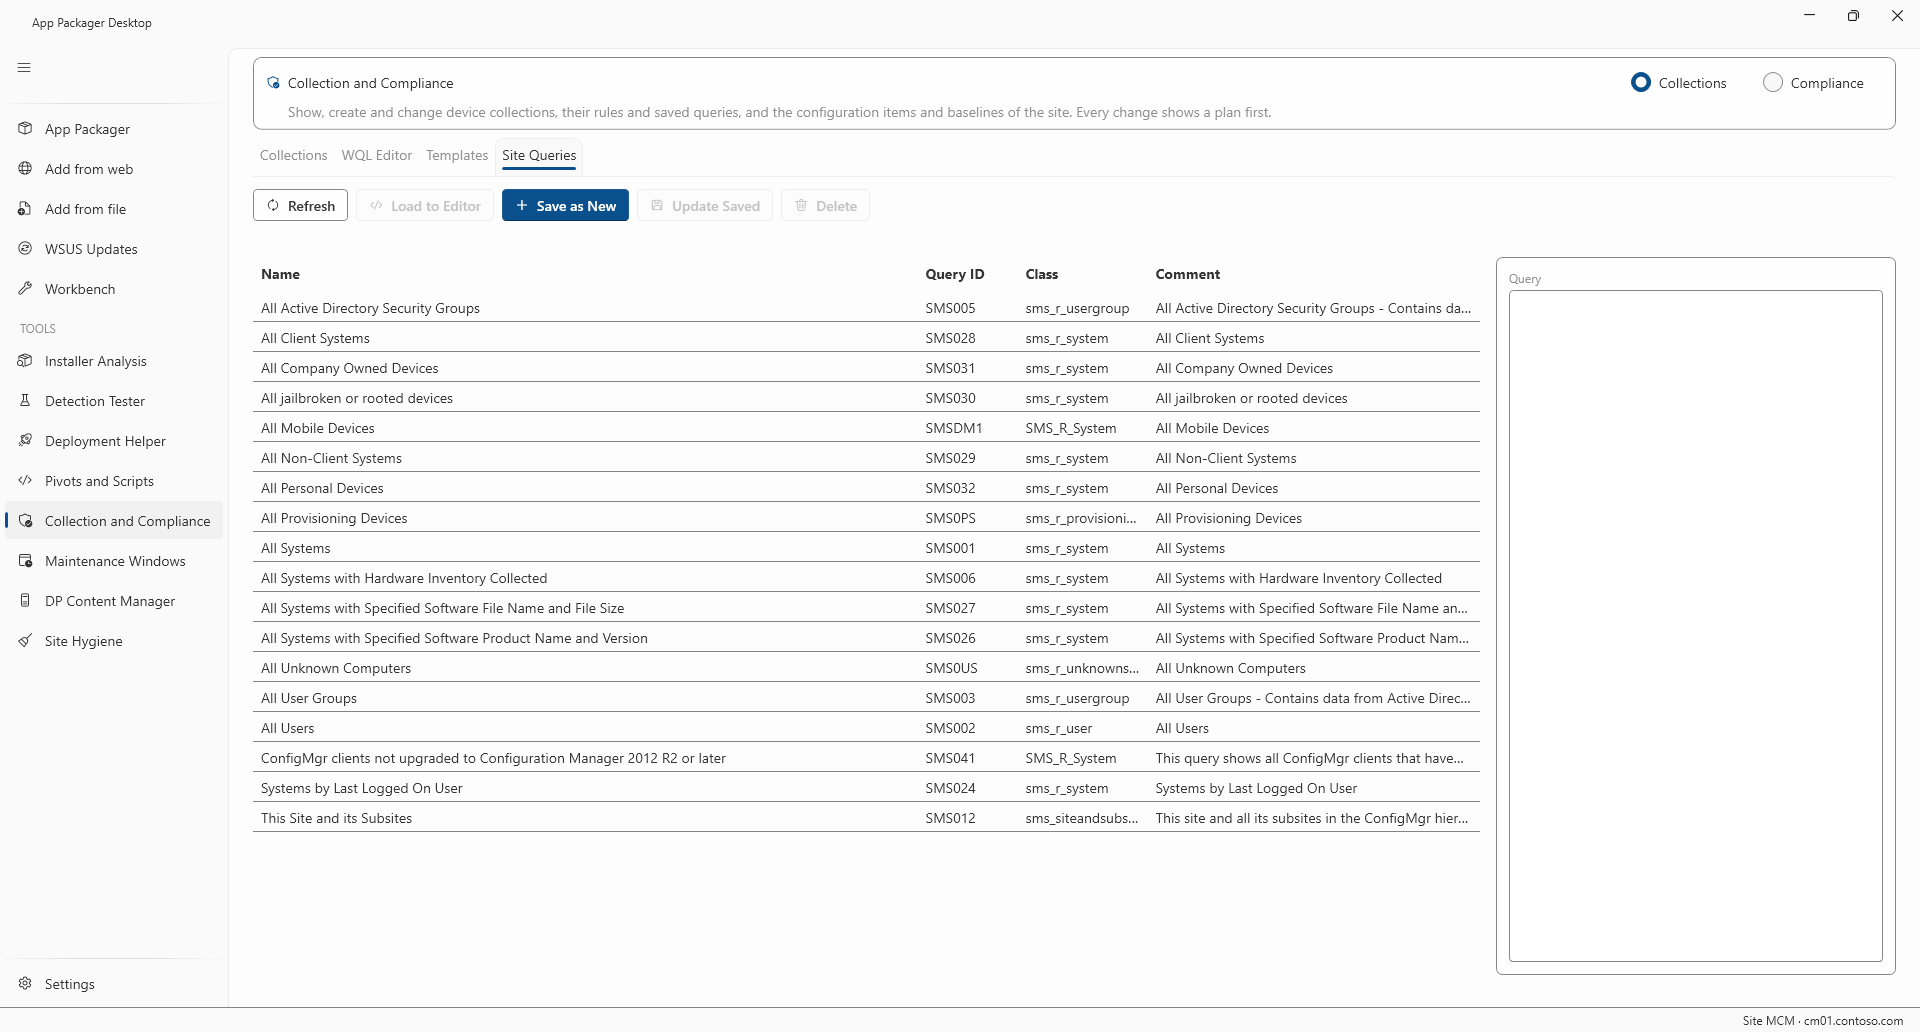 App Packager Desktop
Collection and Compliance
Collections
Compliance
Show, create and change device collections, their rules and saved queries, and the configuration items and baselines of the site. Every change shows a plan first.
App Packager
Add from web
Add from file
WSUS Updates
Workbench
TOOLS
Installer Analysis
Detection Tester
Deployment Helper
Pivots and Scripts
Collection and Compliance
Maintenance Windows
DP Content Manager
Site Hygiene
Settings
Collections WQL Editor Templates Site Queries
Refresh Load to Editor Save as New Update Saved Delete
Name Query ID Class Comment
All Active Directory Security Groups SMS005 sms_r_usergroup All Active Directory Security Groups - Contains da...
All Client Systems SMS028 sms_r_system All Client Systems
All Company Owned Devices SMS031 sms_r_system All Company Owned Devices
All jailbroken or rooted devices SMS030 sms_r_system All jailbroken or rooted devices
All Mobile Devices SMSDM1 SMS_R_System All Mobile Devices
All Non-Client Systems SMS029 sms_r_system All Non-Client Systems
All Personal Devices SMS032 sms_r_system All Personal Devices
All Provisioning Devices SMS0PS sms_r_provisioni... All Provisioning Devices
All Systems SMS001 sms_r_system All Systems
All Systems with Hardware Inventory Collected SMS006 sms_r_system All Systems with Hardware Inventory Collected
All Systems with Specified Software File Name and File Size SMS027 sms_r_system All Systems with Specified Software File Name an...
All Systems with Specified Software Product Name and Version SMS026 sms_r_system All Systems with Specified Software Product Nam...
All Unknown Computers SMS0US sms_r_unknowns... All Unknown Computers
All User Groups SMS003 sms_r_usergroup All User Groups - Contains data from Active Direc...
All Users SMS002 sms_r_user All Users
ConfigMgr clients not upgraded to Configuration Manager 2012 R2 or later SMS041 SMS_R_System This query shows all ConfigMgr clients that have...
Systems by Last Logged On User SMS024 sms_r_system Systems by Last Logged On User
This Site and its Subsites SMS012 sms_siteandsubs... This site and all its subsites in the ConfigMgr hier...
Query
Site MCM · cm01.contoso.com